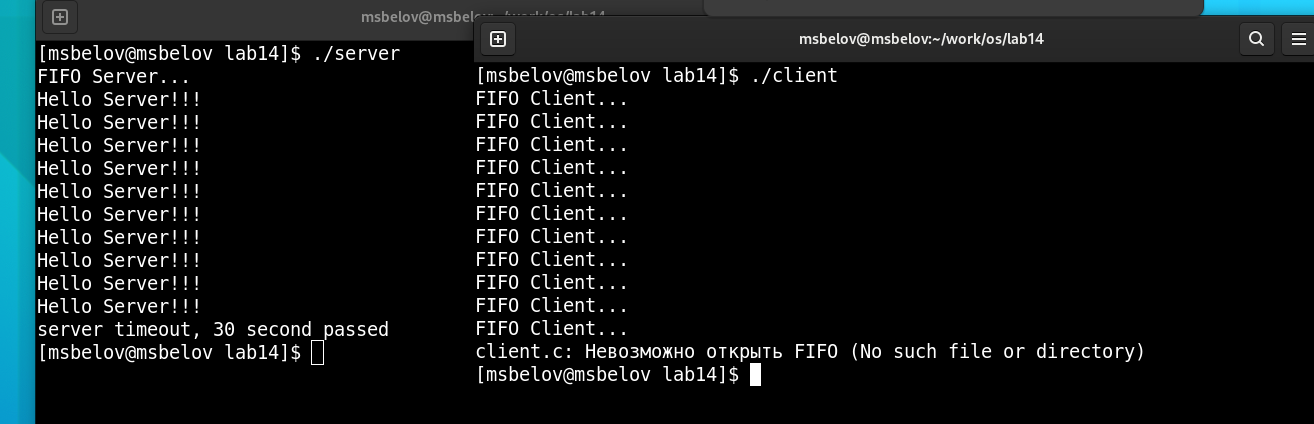 msbelov@msbelov:~/work/os/lab14
[msbelov@msbelov lab14]$ ./server
FIFO Server...
Hello Server!!!
Hello Server!!!
Hello Server!!!
Hello Server!!!
Hello Server!!!
Hello Server!!!
Hello Server!!!
Hello Server!!!
Hello Server!!!
Hello Server!!!
server timeout, 30 second passed
[msbelov@msbelov lab14]$
msbelov@msbelov:~/work/os/lab14
[msbelov@msbelov lab14]$ ./client
FIFO Client...
FIFO Client...
FIFO Client...
FIFO Client...
FIFO Client...
FIFO Client...
FIFO Client...
FIFO Client...
FIFO Client...
FIFO Client...
FIFO Client...
client.c: Невозможно открыть FIFO (No such file or directory)
[msbelov@msbelov lab14]$